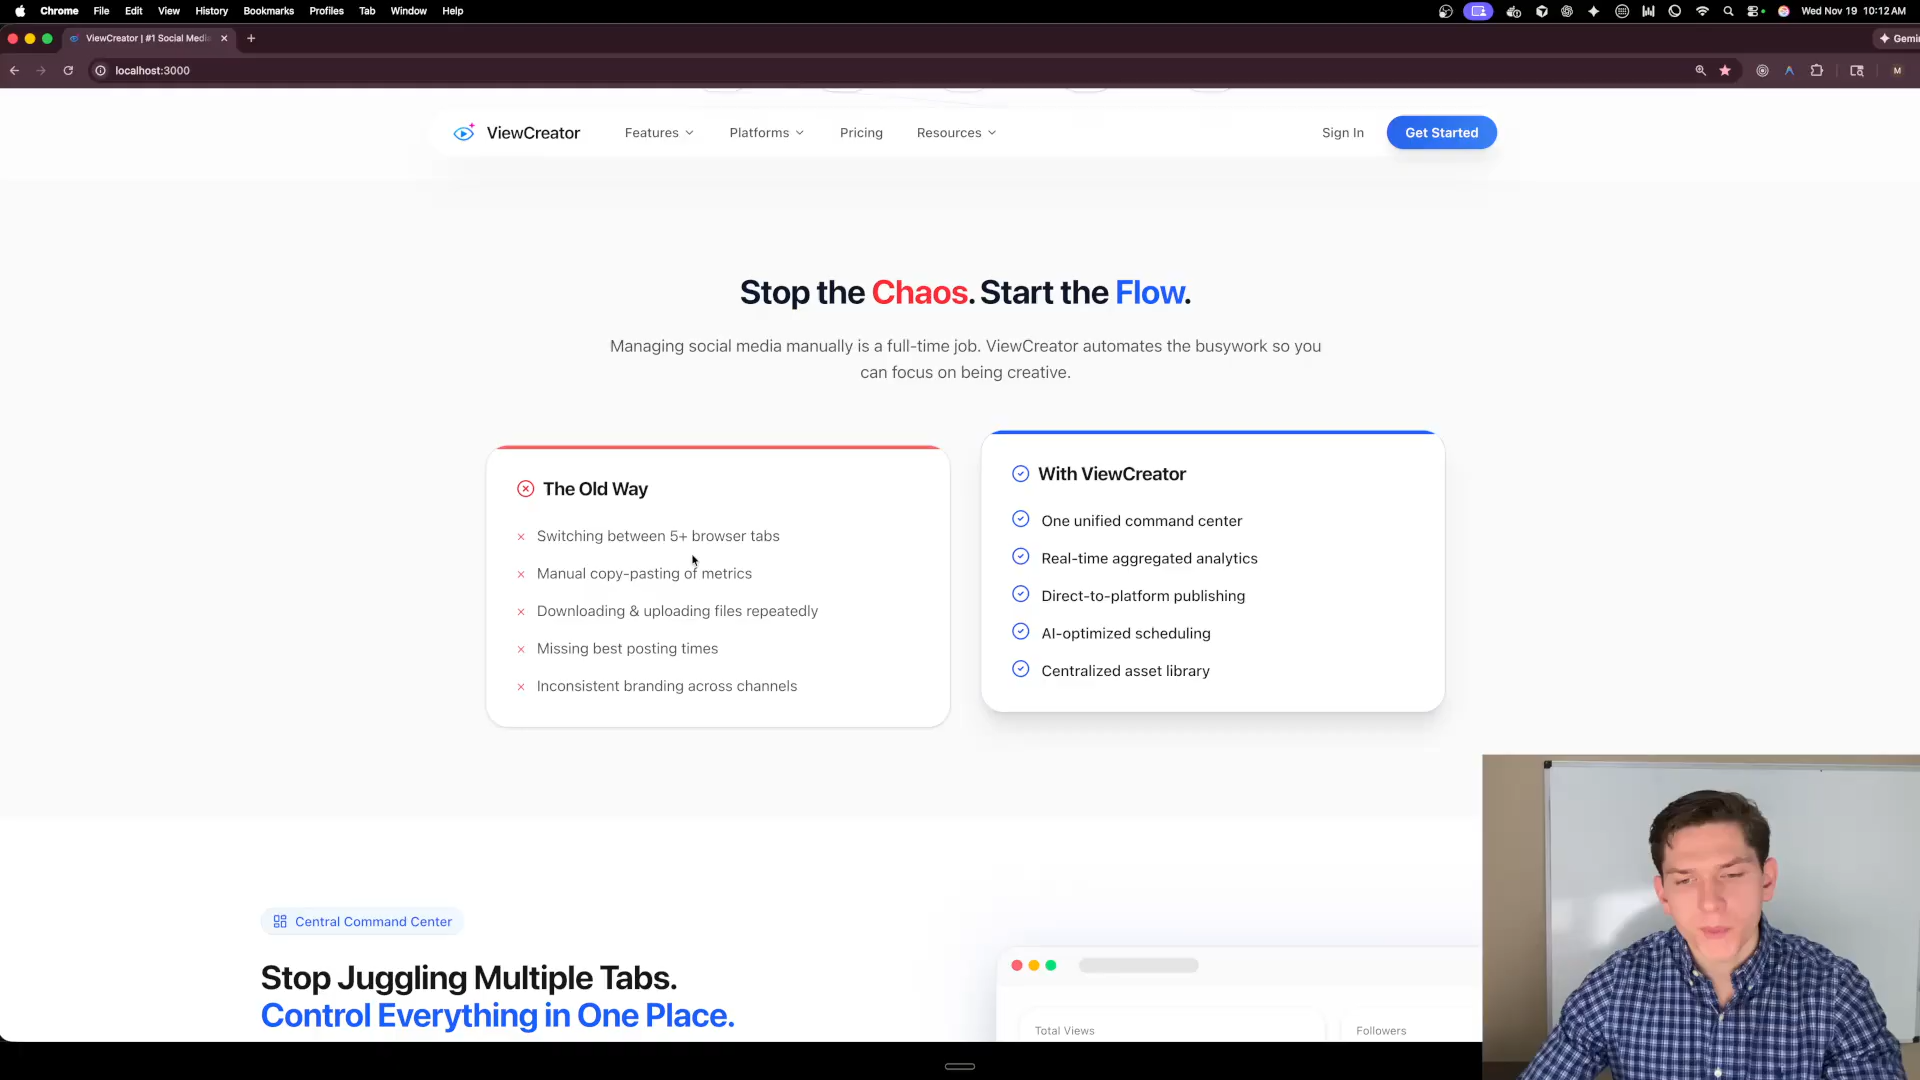 Chrome File Edit View History Bookmarks Profiles Tab Window Help
Wed Nov 19 10:12 AM
ViewCreator | #1 Social Medi
Gemini
localhost:3000
M
ViewCreator
Features
Platforms
Pricing
Resources
Sign In
Get Started
Stop the Chaos. Start the Flow.
Managing social media manually is a full-time job. ViewCreator automates the busywork so you
can focus on being creative.
The Old Way
Switching between 5+ browser tabs
Manual copy-pasting of metrics
Downloading & uploading files repeatedly
Missing best posting times
Inconsistent branding across channels
With ViewCreator
One unified command center
Real-time aggregated analytics
Direct-to-platform publishing
AI-optimized scheduling
Centralized asset library
Central Command Center
Stop Juggling Multiple Tabs.
Control Everything in One Place.
Total Views
Followers